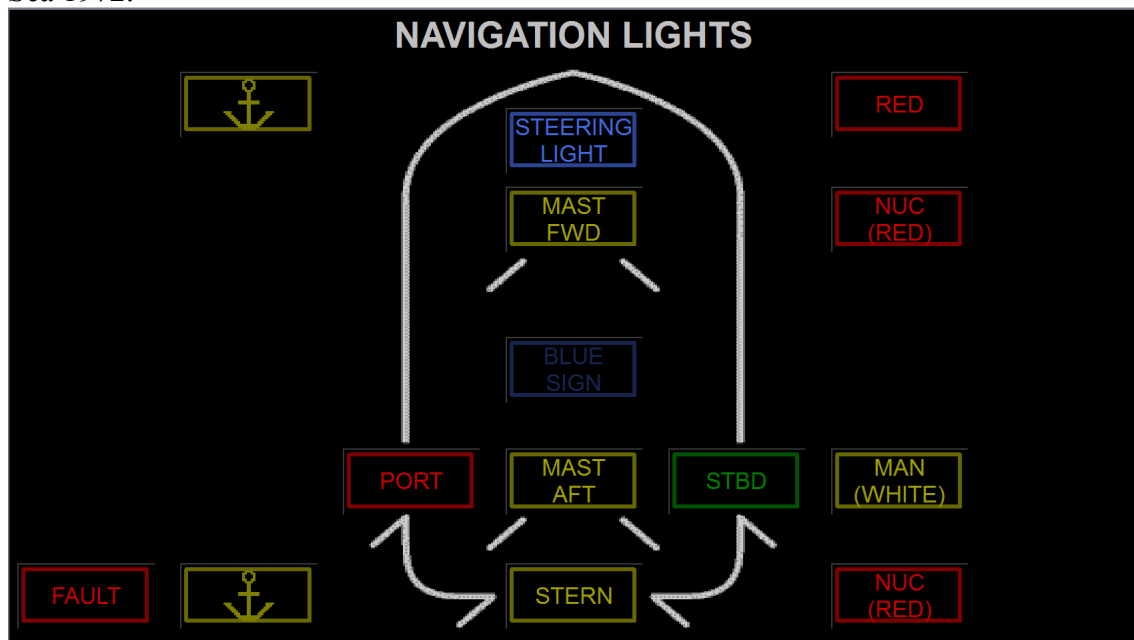 NAVIGATION LIGHTS
RED
STEERING
LIGHT
MAST
FWD
NUC
(RED)
BLUE
SIGN
PORT
MAST
AFT
STBD
MAN
(WHITE)
FAULT
STERN
NUC
(RED)